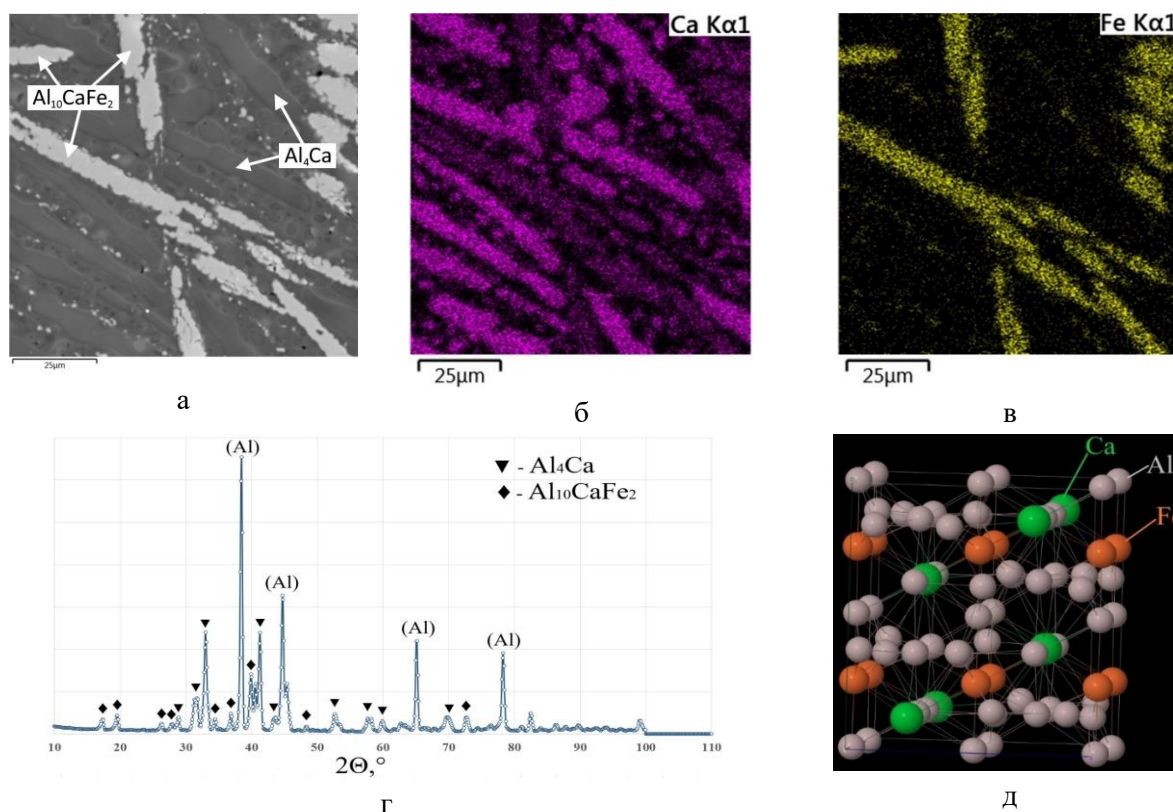 Al₁₀CaFe₂
Al₄Ca
25μm
а
Ca Kα1
25μm
б
Fe Kα1
25μm
в
(Al)
(Al)
(Al)
(Al)
▼ - Al₄Ca
◆ - Al₁₀CaFe₂
10 20 30 40 50 60 70 80 90 100 110
2Θ,°
г
Ca
Al
Fe
д